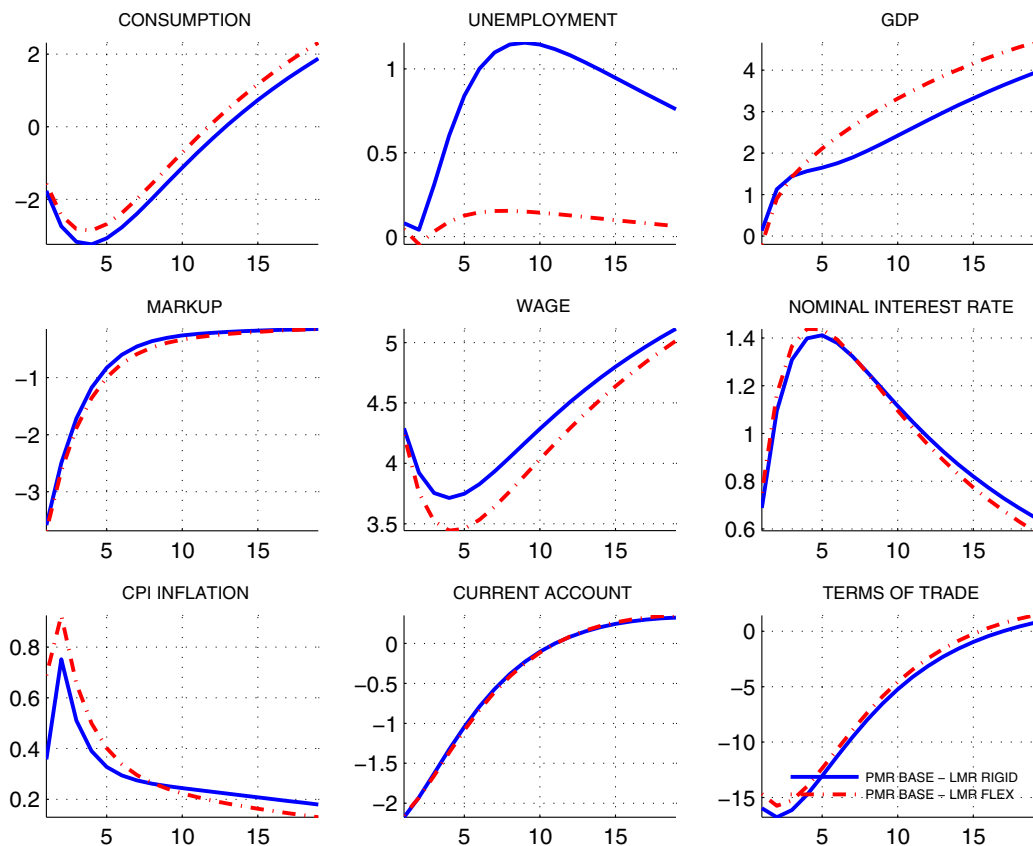 CONSUMPTION
2
0
−2
5 10 15
UNEMPLOYMENT
1
0.5
0
5 10 15
GDP
4
3
2
1
0
5 10 15
MARKUP
−1
−2
−3
5 10 15
WAGE
5
4.5
4
3.5
5 10 15
NOMINAL INTEREST RATE
1.4
1.2
1
0.8
0.6
5 10 15
CPI INFLATION
0.8
0.6
0.4
0.2
5 10 15
CURRENT ACCOUNT
0
−0.5
−1
−1.5
−2
5 10 15
TERMS OF TRADE
0
−5
−10
−15
PMR BASE − LMR RIGID
PMR BASE − LMR FLEX
5 10 15